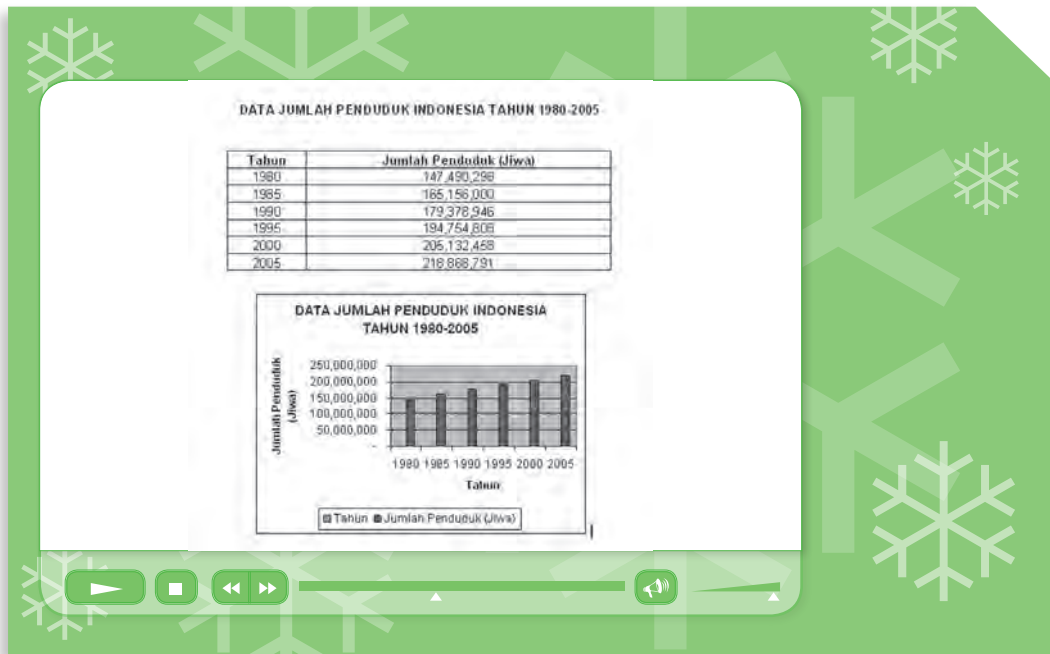 DATA JUMLAH PENDUDUK INDONESIA TAHUN 1980-2005
Tahun Jumlah Penduduk (Jiwa)
1980 147,490,298
1985 165,156,000
1990 179,378,946
1995 194,754,808
2000 205,132,458
2005 218,868,791
DATA JUMLAH PENDUDUK INDONESIA
TAHUN 1980-2005
Jumlah Penduduk
(Jiwa)
250,000,000
200,000,000
150,000,000
100,000,000
50,000,000
-
1980 1985 1990 1995 2000 2005
Tahun
Tahun Jumlah Penduduk (Jiwa)